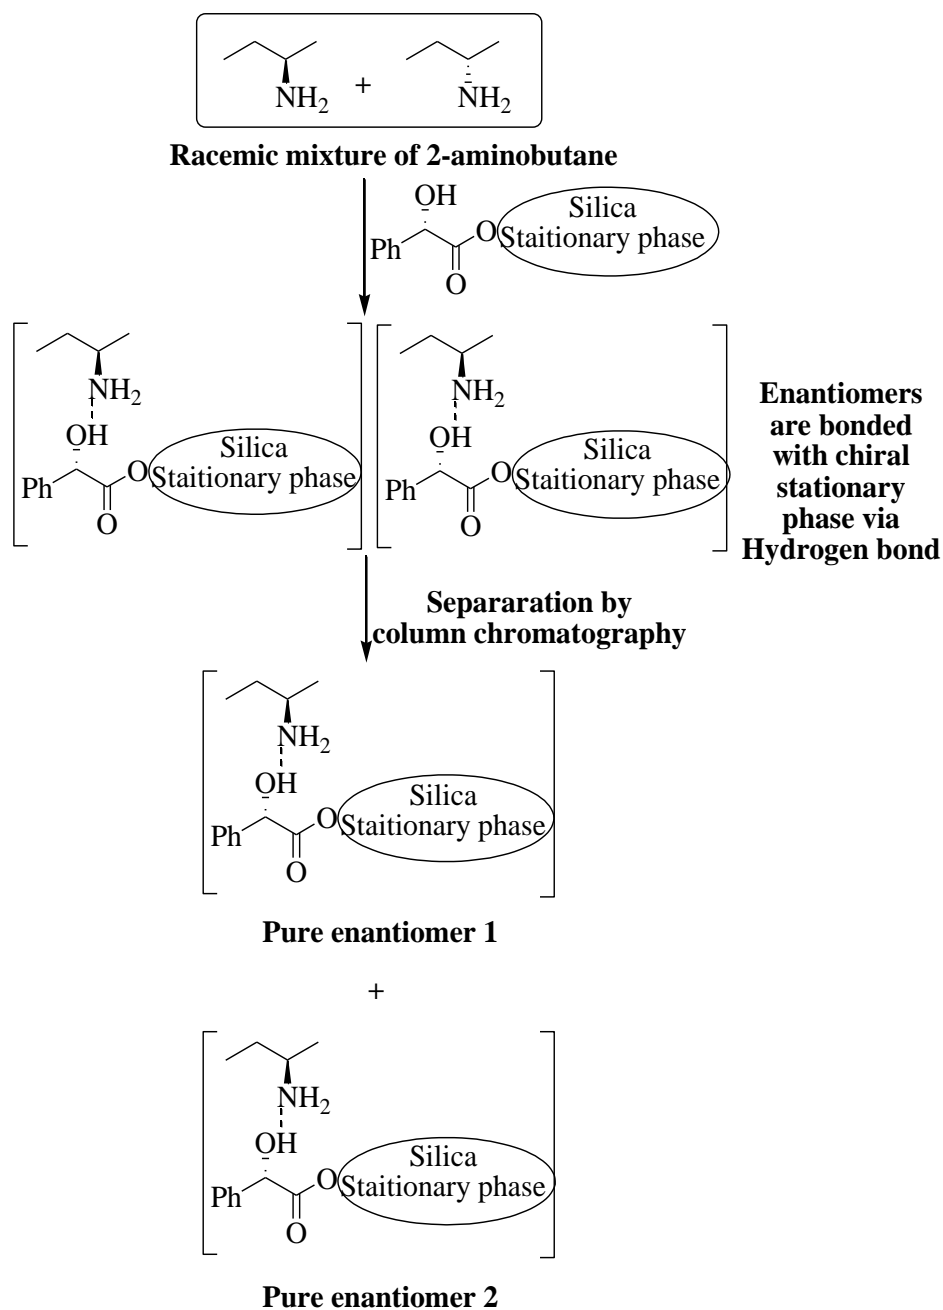 NH2 + NH2
Racemic mixture of 2-aminobutane
OH
Silica
Staitionary phase
Ph
O
O
NH2
OH
Silica
Staitionary phase
Ph
O
O
NH2
OH
Silica
Staitionary phase
Ph
O
O
Enantiomers
are bonded
with chiral
stationary
phase via
Hydrogen bond
Separaration by
column chromatography
NH2
OH
Silica
Staitionary phase
Ph
O
O
Pure enantiomer 1
+
NH2
OH
Silica
Staitionary phase
Ph
O
O
Pure enantiomer 2